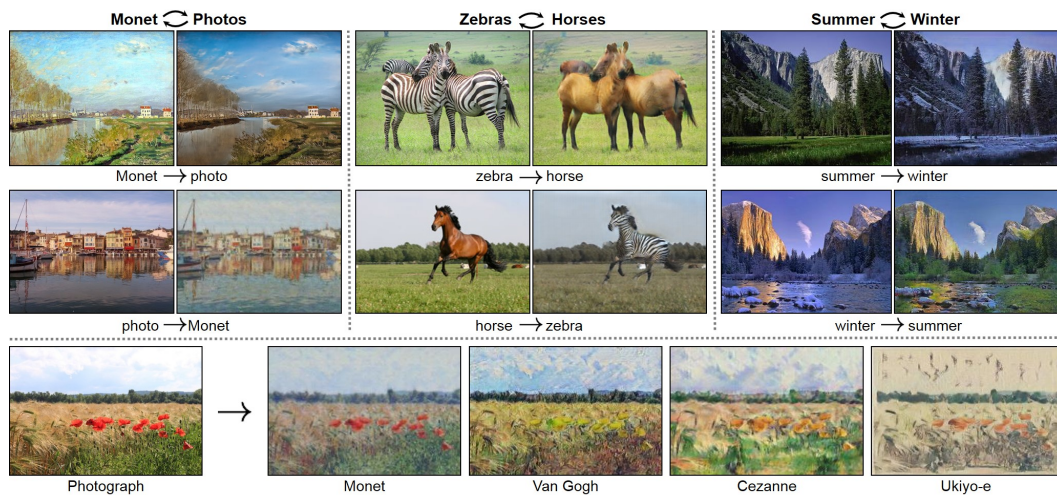 Monet Photos
Zebras Horses
Summer Winter
Monet → photo
zebra → horse
summer → winter
photo → Monet
horse → zebra
winter → summer
Photograph
Monet
Van Gogh
Cezanne
Ukiyo-e